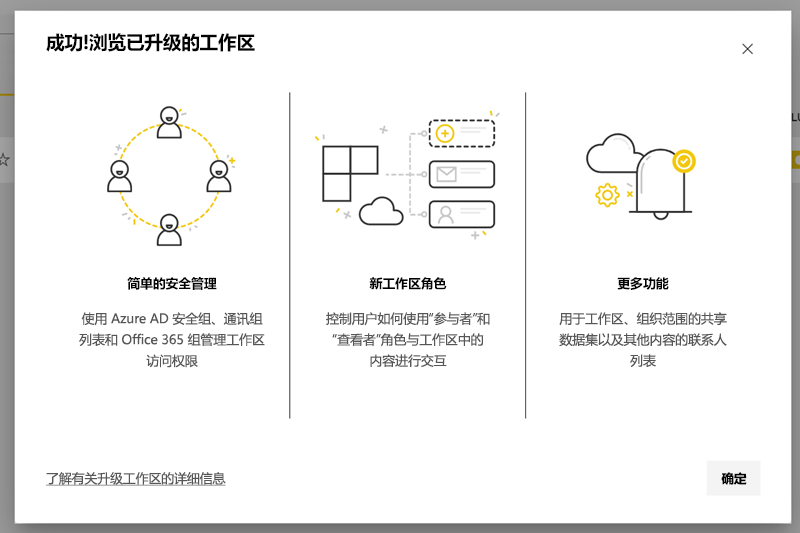 成功!浏览已升级的工作区
简单的安全管理
使用 Azure AD 安全组、通讯组
列表和 Office 365 组管理工作区
访问权限
新工作区角色
控制用户如何使用“参与者”和
“查看者”角色与工作区中的
内容进行交互
更多功能
用于工作区、组织范围的共享
数据集以及其他内容的联系人
列表
了解有关升级工作区的详细信息
确定